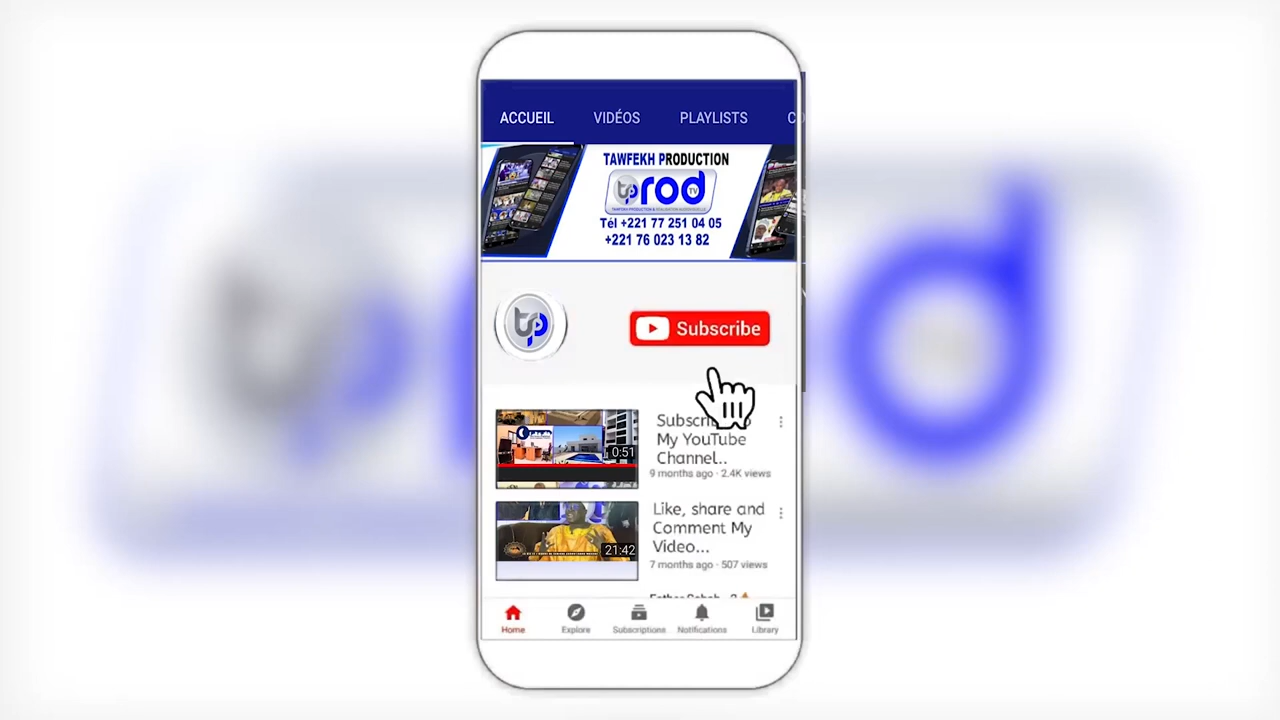 ACCUEIL VIDÉOS PLAYLISTS
TAWFEKH PRODUCTION
tprod TV
Tél +221 77 251 04 05
+221 76 023 13 82
tp
Subscribe
0:51
My YouTube
Channel..
9 months ago · 2.4K views
21:42
Like, share and
Comment My
Video...
7 months ago · 507 views
Home Explore Subscriptions Notifications Library